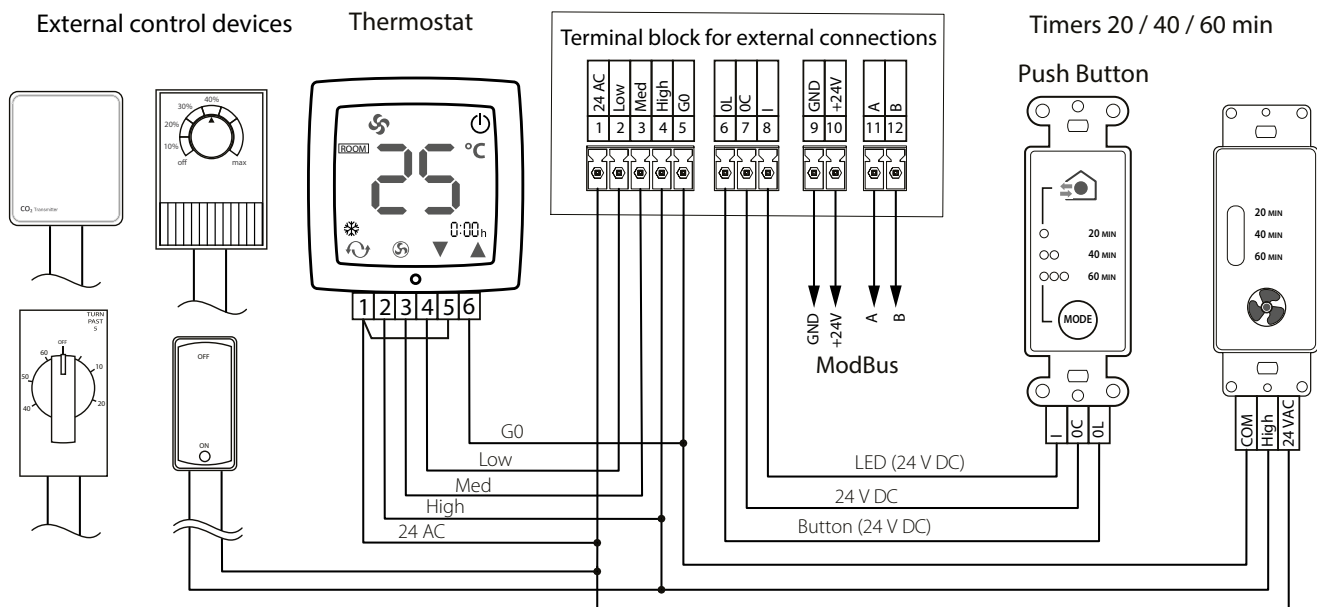 External control devices
Thermostat
Terminal block for external connections
Timers 20 / 40 / 60 min
Push Button
CO2 Transmitter
off
10%
20%
30%
40%
max
TURN
PAST
5
OFF
10
20
40
50
60
OFF
ON
ROOM
25 °C
0:00h
1 2 3 4 5 6
24 AC
Low
Med
High
G0
0L
0C
I
GND
+24V
A
B
1 2 3 4 5 6 7 8 9 10 11 12
GND
+24V
A
B
ModBus
20 MIN
40 MIN
60 MIN
MODE
I
0C
0L
20 MIN
40 MIN
60 MIN
COM
High
24 VAC
G0
Low
Med
High
24 AC
LED (24 V DC)
24 V DC
Button (24 V DC)